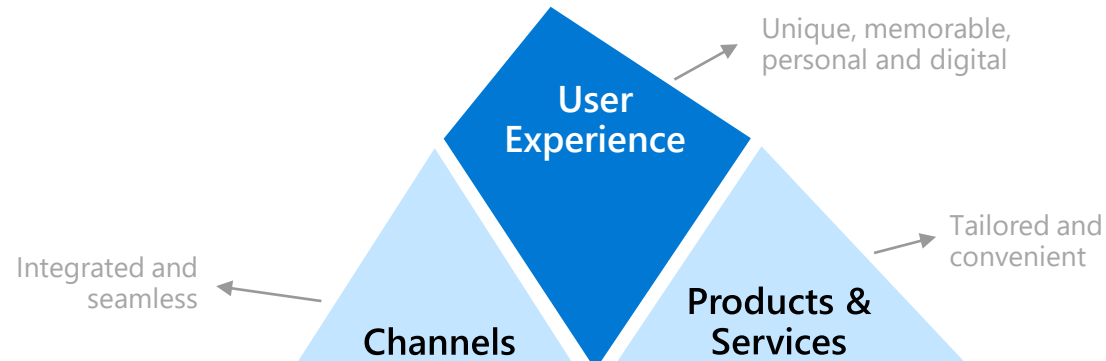 Unique, memorable,
personal and digital
User
Experience
Tailored and
convenient
Integrated and
seamless
Products &
Services
Channels